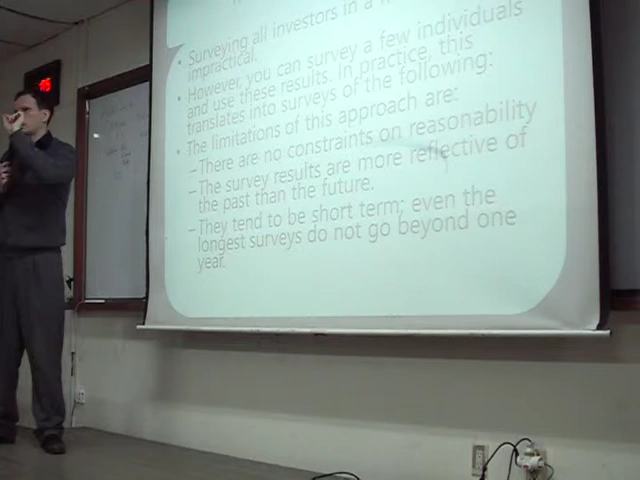 • Surveying all investors in a
impractical.
• However, you can survey a few individuals
and use these results. In practice, this
translates into surveys of the following:
• The limitations of this approach are:
–There are no constraints on reasonability
–The survey results are more reflective of
the past than the future.
–They tend to be short term; even the
longest surveys do not go beyond one
year.